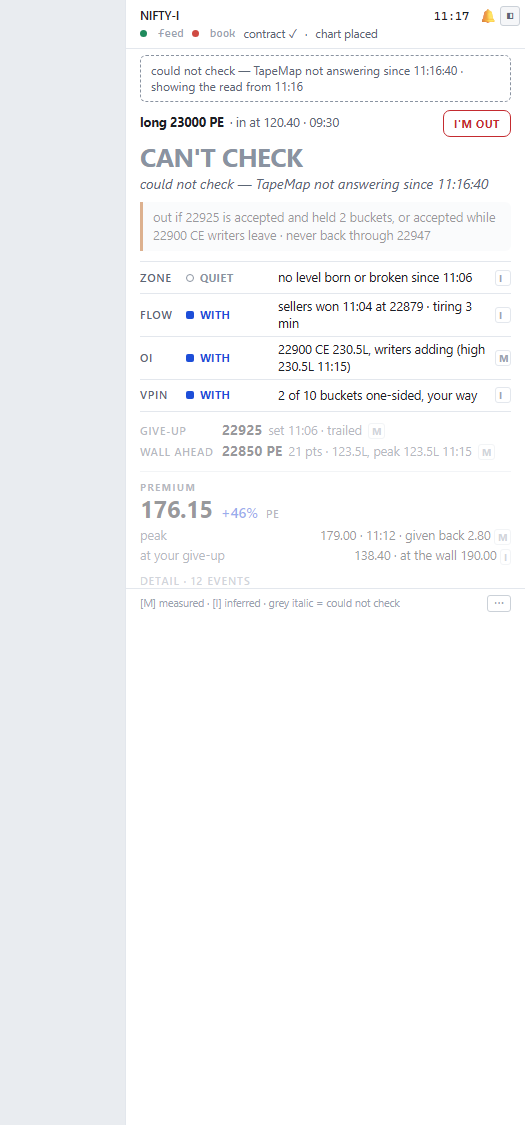 NIFTY-I 11:17
feed book contract ✓ · chart placed
could not check — TapeMap not answering since 11:16:40 ·
showing the read from 11:16
long 23000 PE · in at 120.40 · 09:30 I'M OUT
CAN'T CHECK
could not check — TapeMap not answering since 11:16:40
out if 22925 is accepted and held 2 buckets, or accepted while
22900 CE writers leave · never back through 22947
ZONE QUIET no level born or broken since 11:06 I
FLOW WITH sellers won 11:04 at 22879 · tiring 3
min I
OI WITH 22900 CE 230.5L, writers adding (high
230.5L 11:15) M
VPIN WITH 2 of 10 buckets one-sided, your way I
GIVE-UP 22925 set 11:06 · trailed M
WALL AHEAD 22850 PE 21 pts · 123.5L, peak 123.5L 11:15 M
PREMIUM
176.15 +46% PE
peak 179.00 · 11:12 · given back 2.80 M
at your give-up 138.40 · at the wall 190.00 I
DETAIL · 12 EVENTS
[M] measured · [I] inferred · grey italic = could not check ···